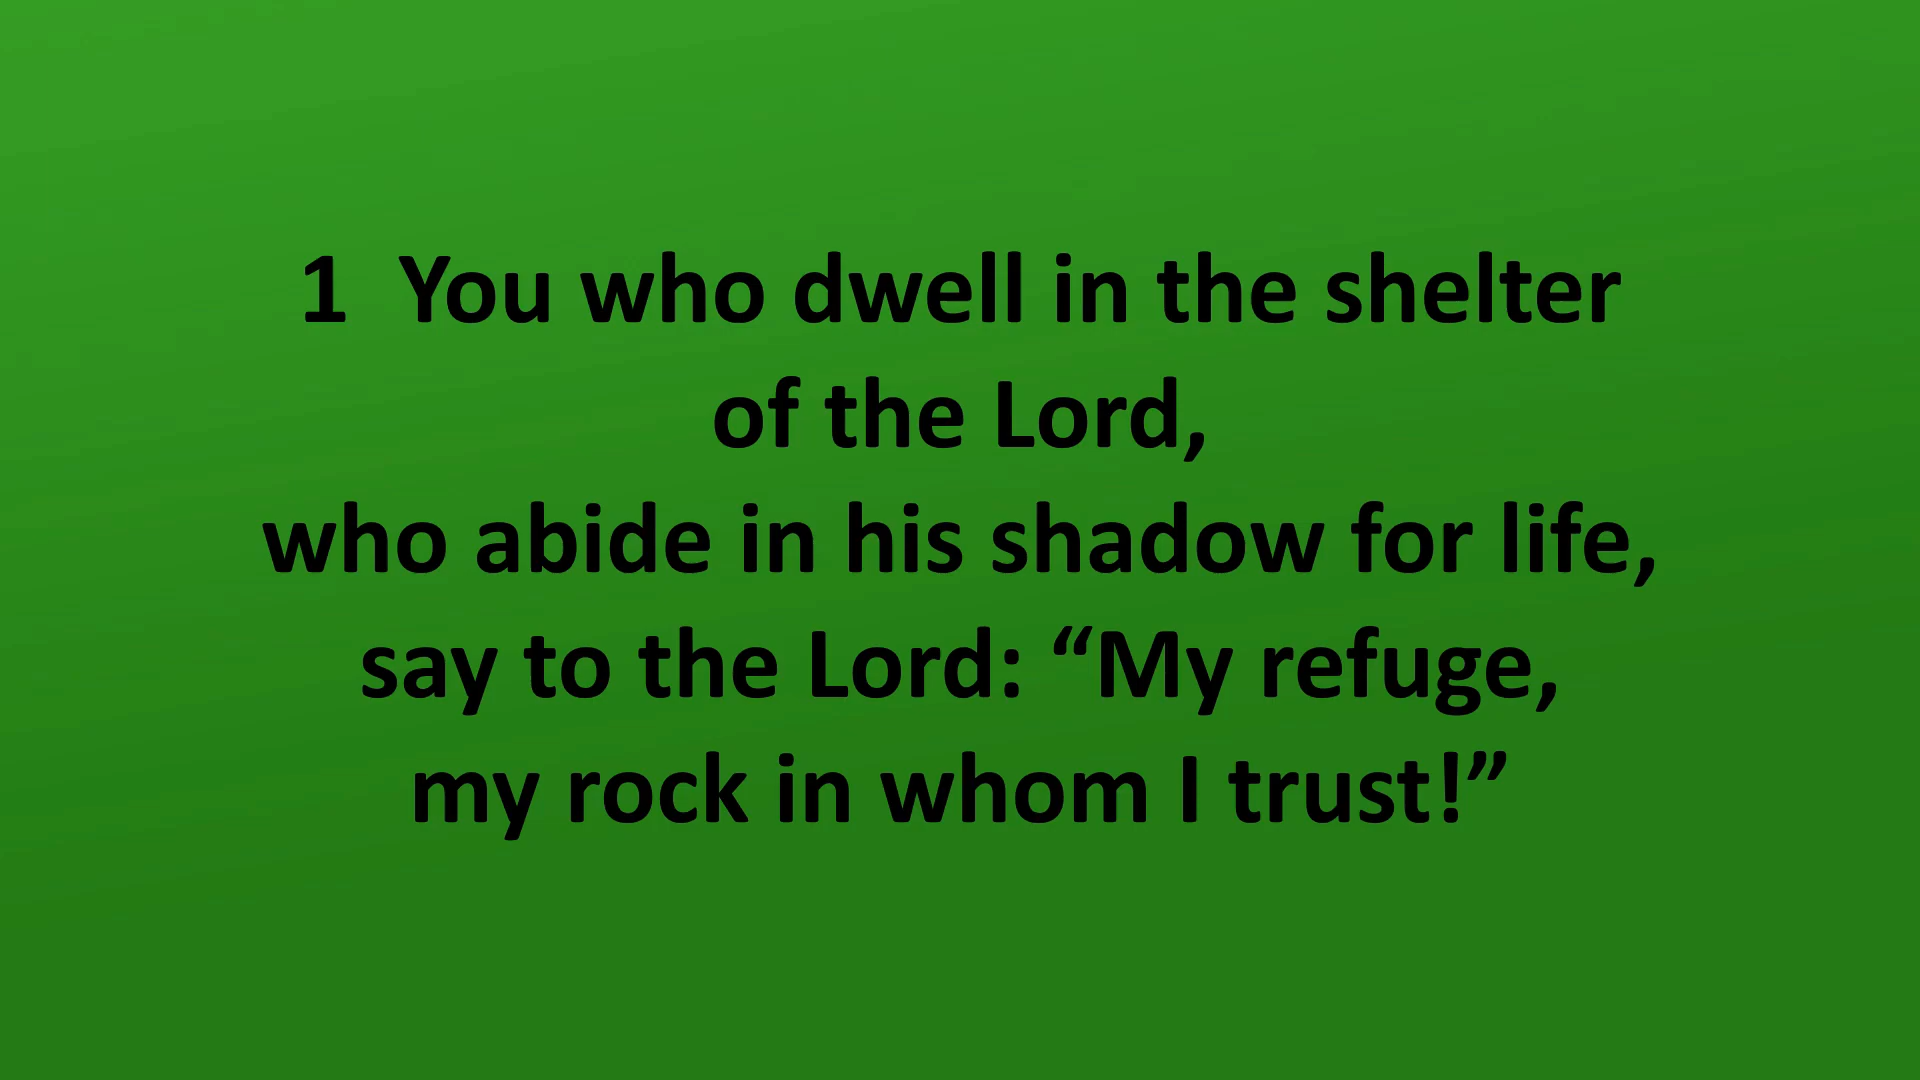 1  You who dwell in the shelter
of the Lord,
who abide in his shadow for life,
say to the Lord: “My refuge,
my rock in whom I trust!”